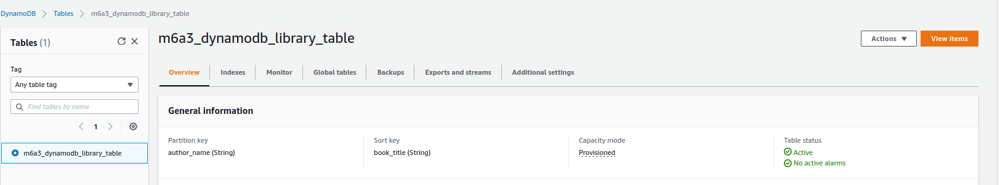 DynamoDB > Tables > m6a3_dynamodb_library_table
Tables (1)
Tag
Any table tag
Find tables by name
1
m6a3_dynamodb_library_table
m6a3_dynamodb_library_table
Actions
View items
Overview
Indexes
Monitor
Global tables
Backups
Exports and streams
Additional settings
General information
Partition key
author_name (String)
Sort key
book_title (String)
Capacity mode
Provisioned
Table status
Active
No active alarms